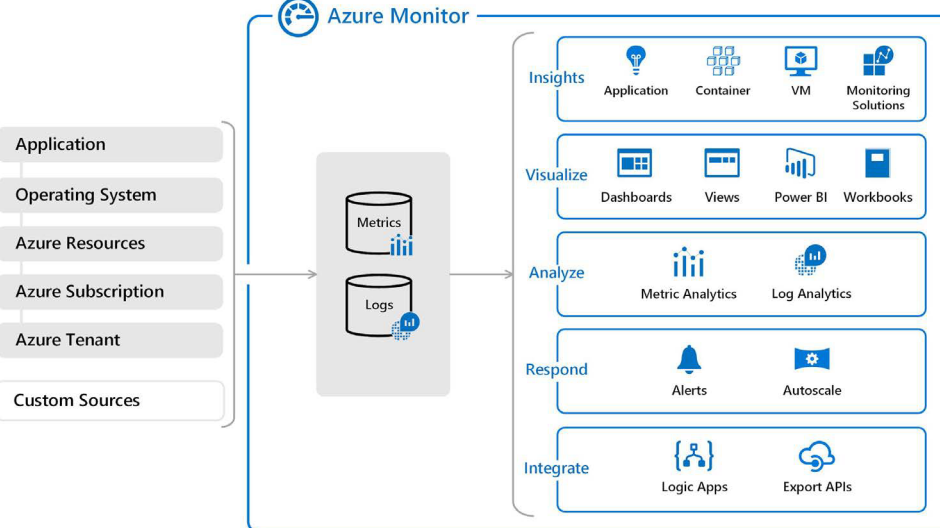 Azure Monitor
Application
Operating System
Azure Resources
Azure Subscription
Azure Tenant
Custom Sources
Metrics
Logs
Insights
Application
Container
VM
Monitoring
Solutions
Visualize
Dashboards
Views
Power BI
Workbooks
Analyze
Metric Analytics
Log Analytics
Respond
Alerts
Autoscale
Integrate
Logic Apps
Export APIs